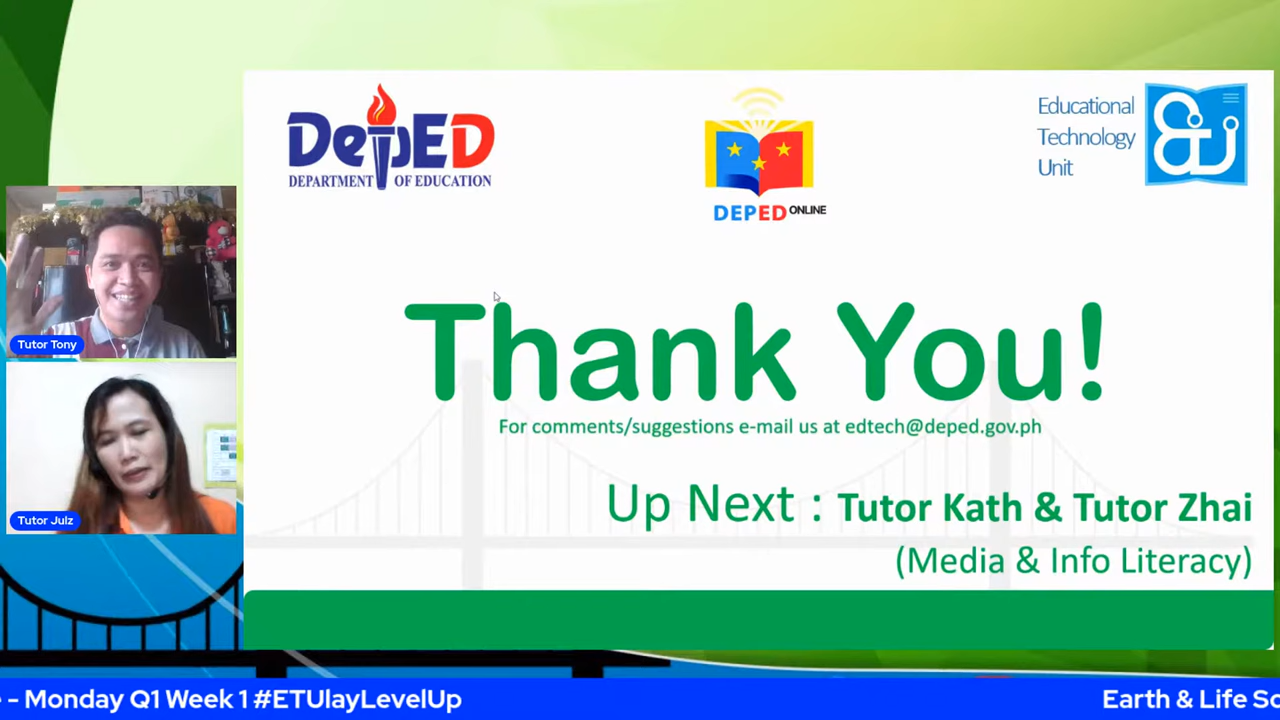 DepED
DEPARTMENT OF EDUCATION
DEPED ONLINE
Educational
Technology
Unit
Thank You!
For comments/suggestions e-mail us at edtech@deped.gov.ph
Up Next : Tutor Kath & Tutor Zhai
(Media & Info Literacy)
Tutor Tony
Tutor Julz
- Monday Q1 Week 1 #ETUlayLevelUp
Earth & Life